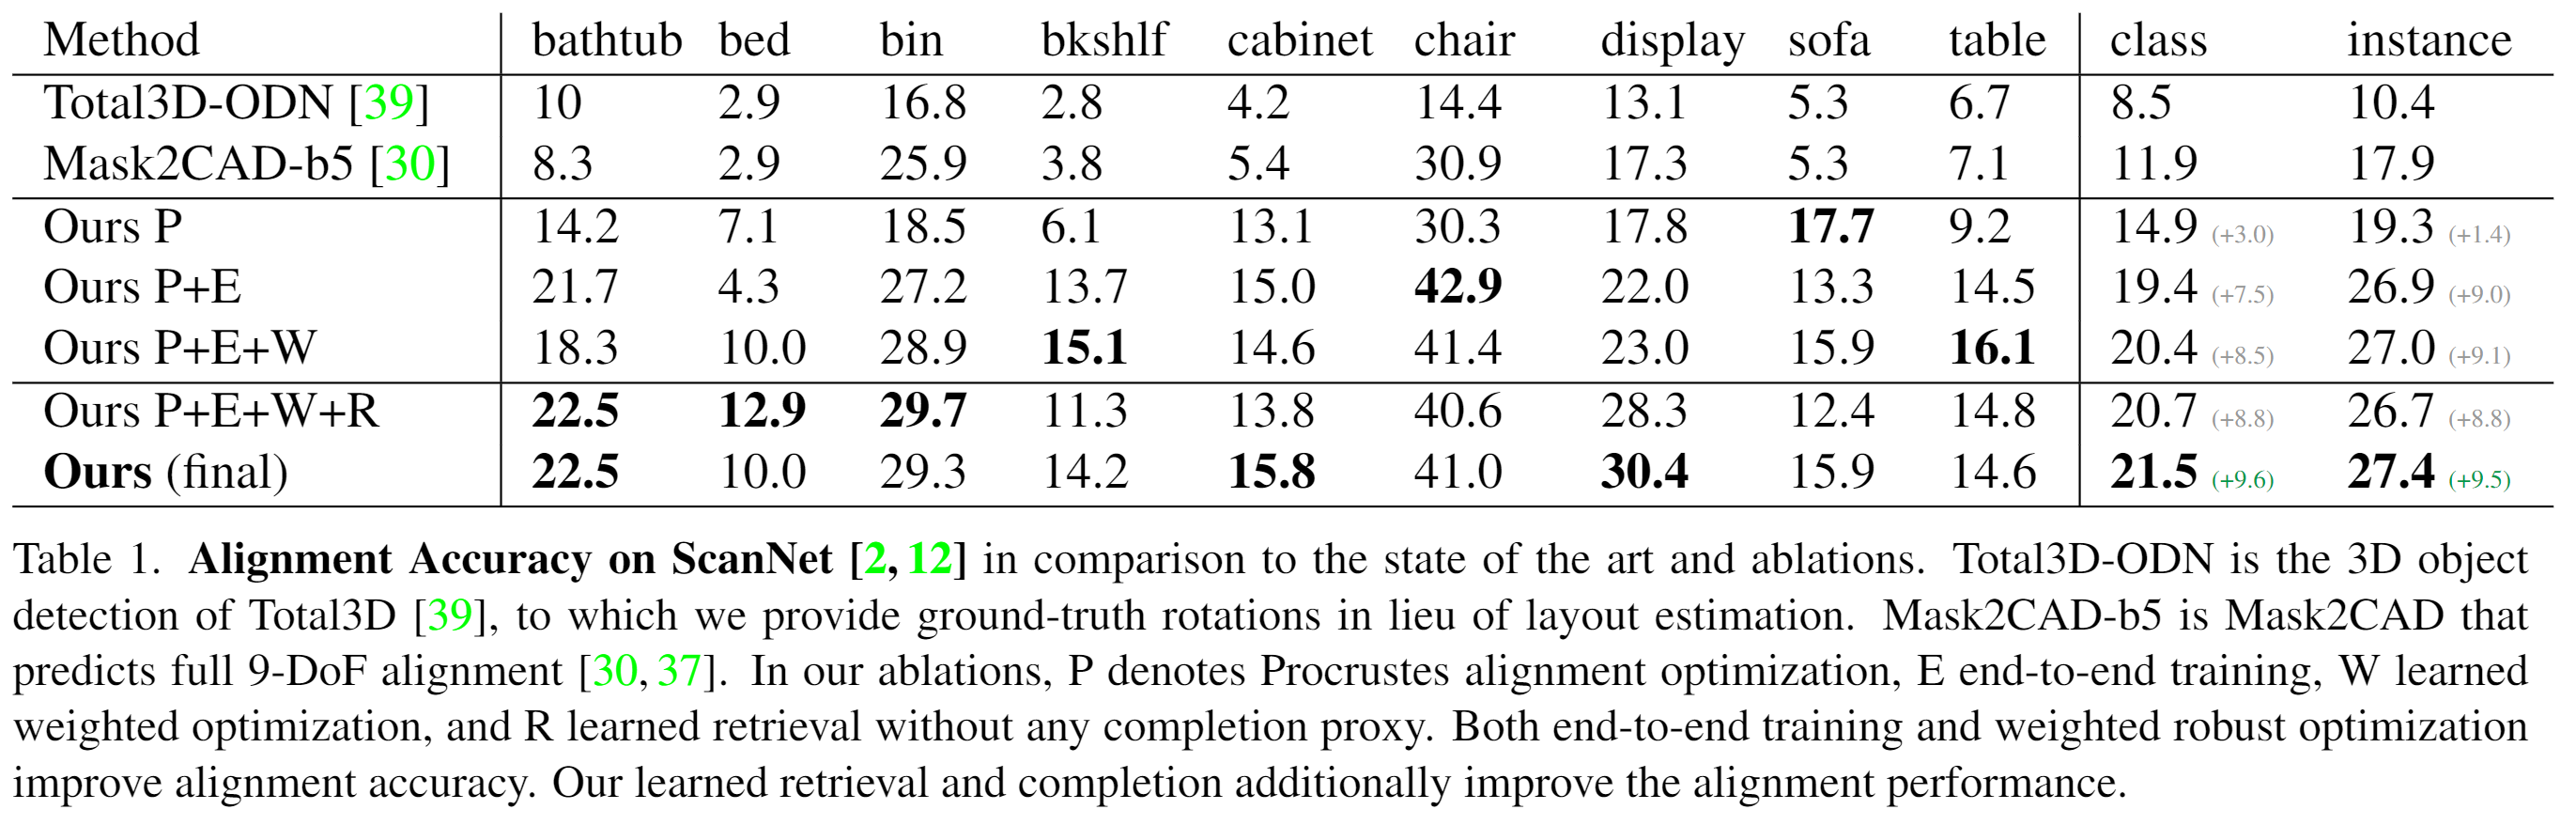 Method bathtub bed bin bkshlf cabinet chair display sofa table class instance
Total3D-ODN [39] 10 2.9 16.8 2.8 4.2 14.4 13.1 5.3 6.7 8.5 10.4
Mask2CAD-b5 [30] 8.3 2.9 25.9 3.8 5.4 30.9 17.3 5.3 7.1 11.9 17.9
Ours P 14.2 7.1 18.5 6.1 13.1 30.3 17.8 17.7 9.2 14.9 (+3.0) 19.3 (+1.4)
Ours P+E 21.7 4.3 27.2 13.7 15.0 42.9 22.0 13.3 14.5 19.4 (+7.5) 26.9 (+9.0)
Ours P+E+W 18.3 10.0 28.9 15.1 14.6 41.4 23.0 15.9 16.1 20.4 (+8.5) 27.0 (+9.1)
Ours P+E+W+R 22.5 12.9 29.7 11.3 13.8 40.6 28.3 12.4 14.8 20.7 (+8.8) 26.7 (+8.8)
Ours (final) 22.5 10.0 29.3 14.2 15.8 41.0 30.4 15.9 14.6 21.5 (+9.6) 27.4 (+9.5)
Table 1. Alignment Accuracy on ScanNet [2, 12] in comparison to the state of the art and ablations. Total3D-ODN is the 3D object
detection of Total3D [39], to which we provide ground-truth rotations in lieu of layout estimation. Mask2CAD-b5 is Mask2CAD that
predicts full 9-DoF alignment [30, 37]. In our ablations, P denotes Procrustes alignment optimization, E end-to-end training, W learned
weighted optimization, and R learned retrieval without any completion proxy. Both end-to-end training and weighted robust optimization
improve alignment accuracy. Our learned retrieval and completion additionally improve the alignment performance.